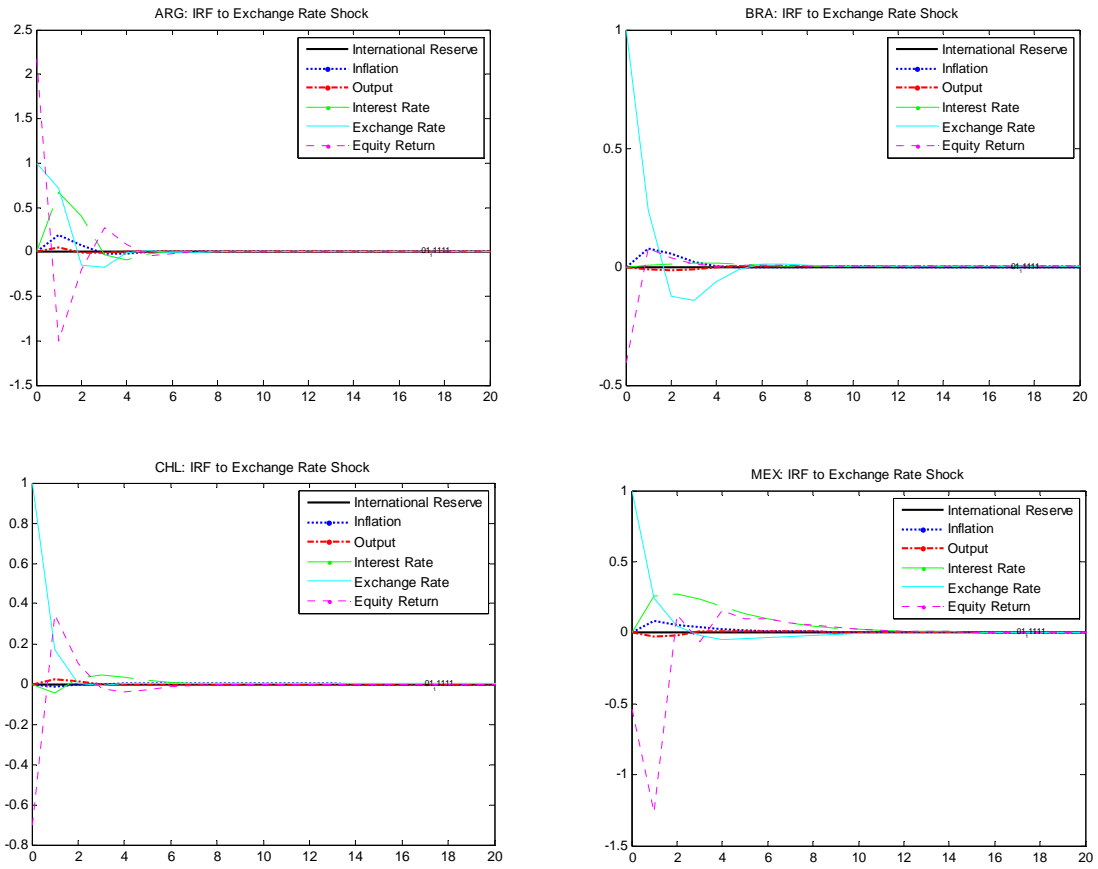 ARG: IRF to Exchange Rate Shock
2.5
2
1.5
1
0.5
0
-0.5
-1
-1.5
0 2 4 6 8 10 12 14 16 18 20
International Reserve
Inflation
Output
Interest Rate
Exchange Rate
Equity Return
BRA: IRF to Exchange Rate Shock
1
0.5
0
-0.5
0 2 4 6 8 10 12 14 16 18 20
International Reserve
Inflation
Output
Interest Rate
Exchange Rate
Equity Return
CHL: IRF to Exchange Rate Shock
1
0.8
0.6
0.4
0.2
0
-0.2
-0.4
-0.6
-0.8
0 2 4 6 8 10 12 14 16 18 20
International Reserve
Inflation
Output
Interest Rate
Exchange Rate
Equity Return
MEX: IRF to Exchange Rate Shock
1
0.5
0
-0.5
-1
-1.5
0 2 4 6 8 10 12 14 16 18 20
International Reserve
Inflation
Output
Interest Rate
Exchange Rate
Equity Return